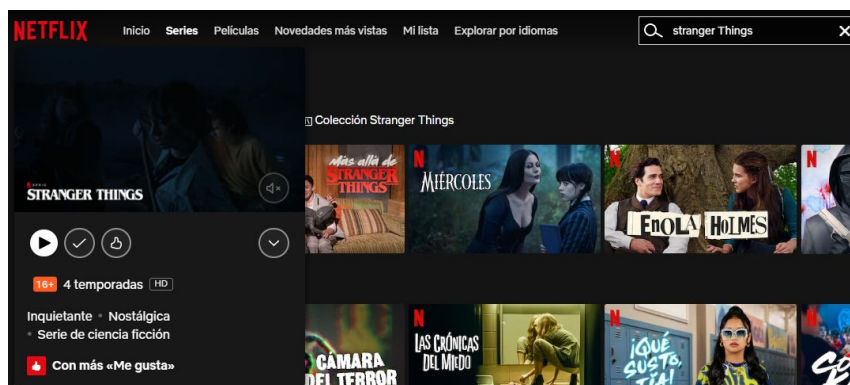 NETFLIX Inicio Series Películas Novedades más vistas Mi lista Explorar por idiomas stranger Things
SERIE
STRANGER THINGS
Colección Stranger Things
Más allá de
STRANGER
THINGS
N
MIÉRCOLES
N
ENOLA HOLMES
N
16+ 4 temporadas HD
Inquietante • Nostálgica
• Serie de ciencia ficción
Con más «Me gusta»
CÁMARA
DEL TERROR
N
LAS CRÓNICAS
DEL MIEDO
N
¡QUÉ
GUSTO,
TÍA!
N